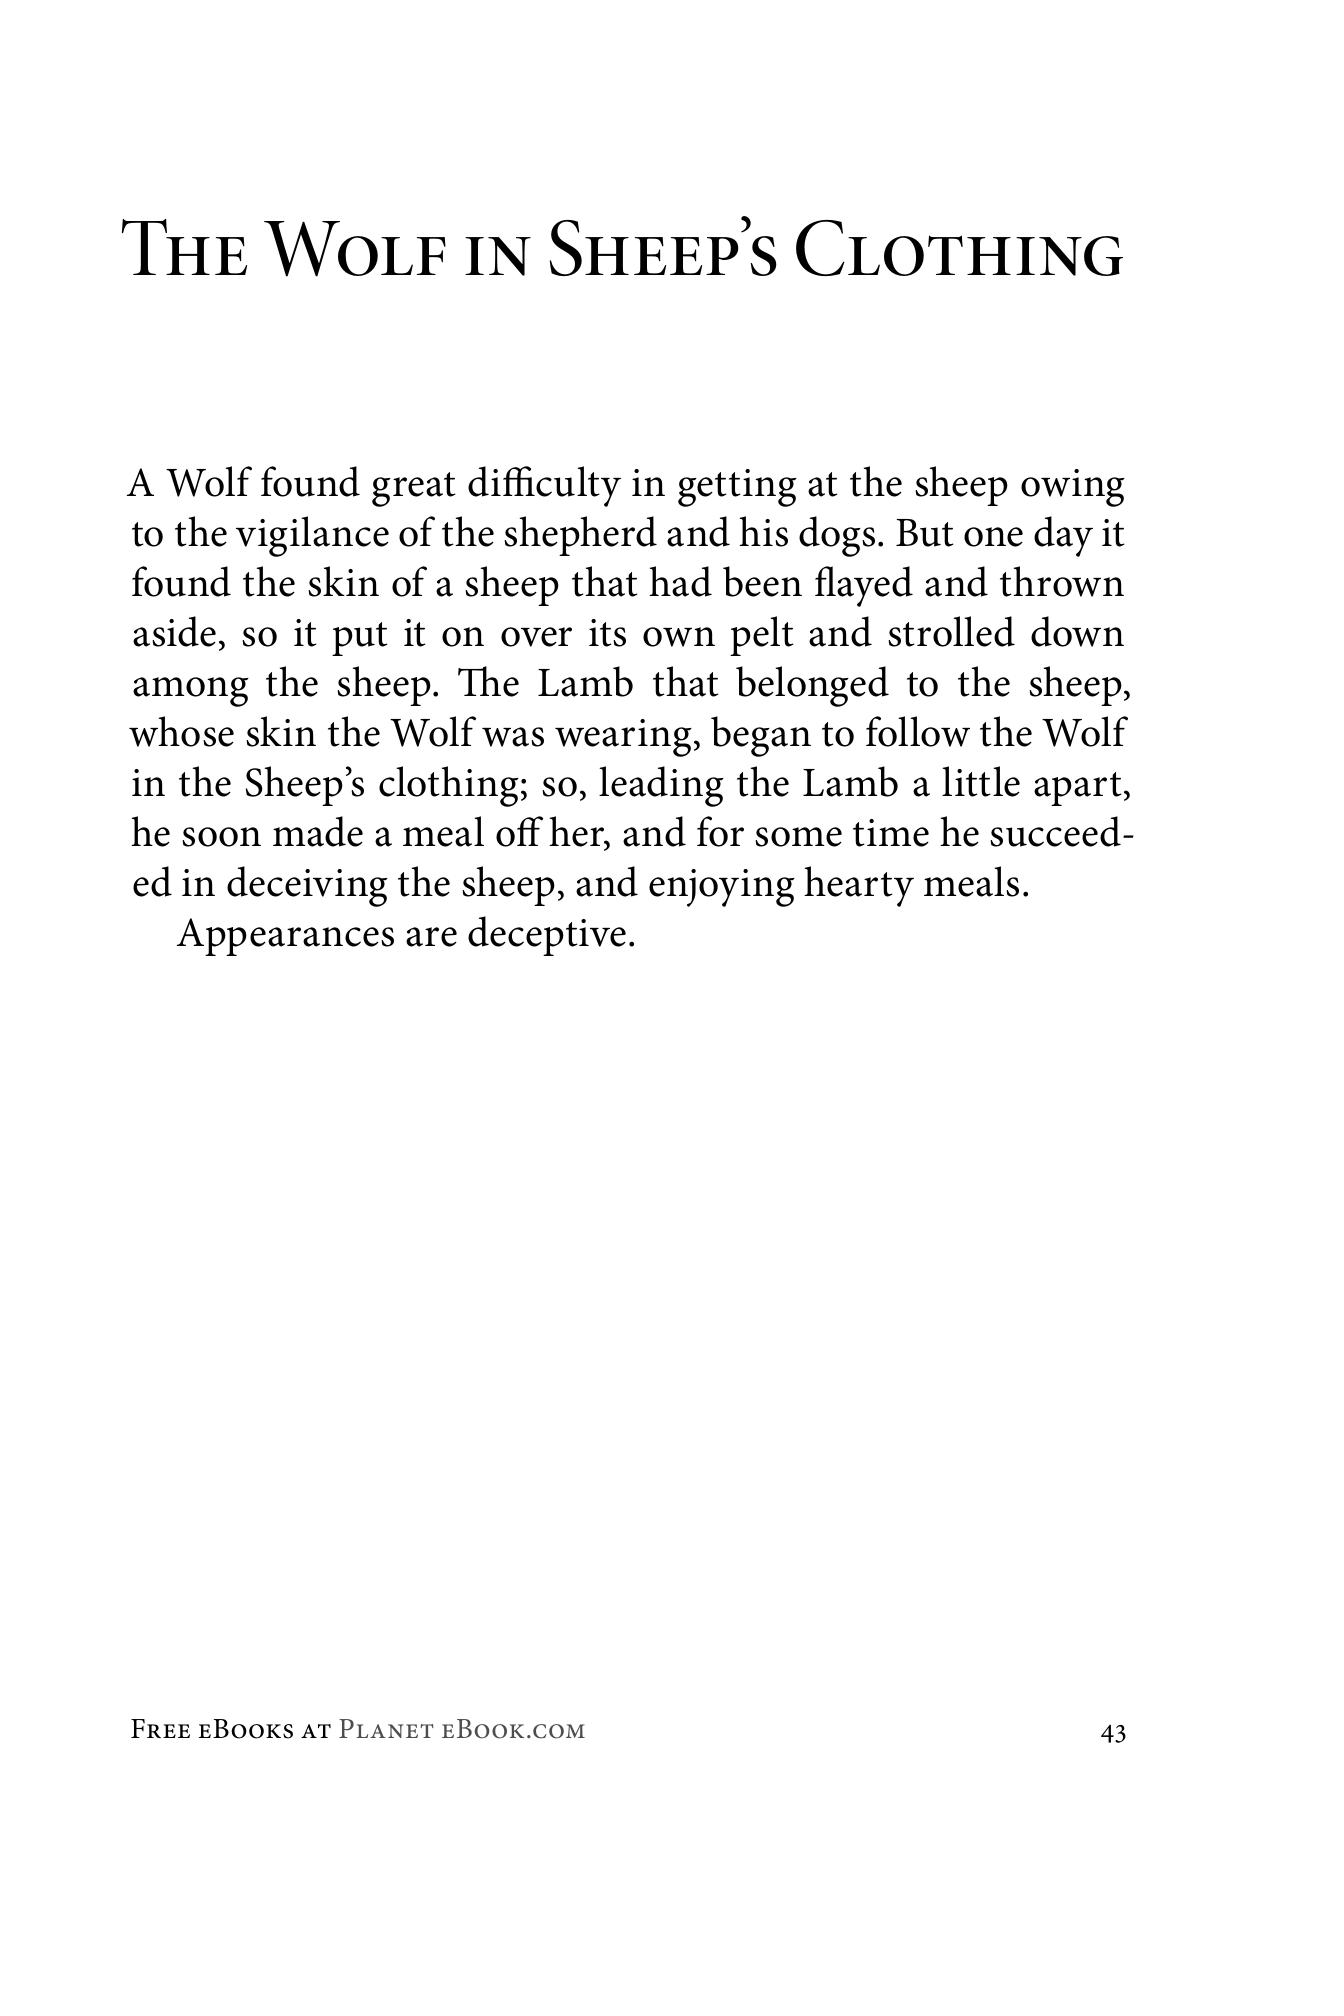 The Wolf in Sheep’s Clothing
A Wolf found great difficulty in getting at the sheep owing
to the vigilance of the shepherd and his dogs. But one day it
found the skin of a sheep that had been flayed and thrown
aside, so it put it on over its own pelt and strolled down
among the sheep. The Lamb that belonged to the sheep,
whose skin the Wolf was wearing, began to follow the Wolf
in the Sheep’s clothing; so, leading the Lamb a little apart,
he soon made a meal off her, and for some time he succeed-
ed in deceiving the sheep, and enjoying hearty meals.
Appearances are deceptive.
Free eBooks at Planet eBook.com 43